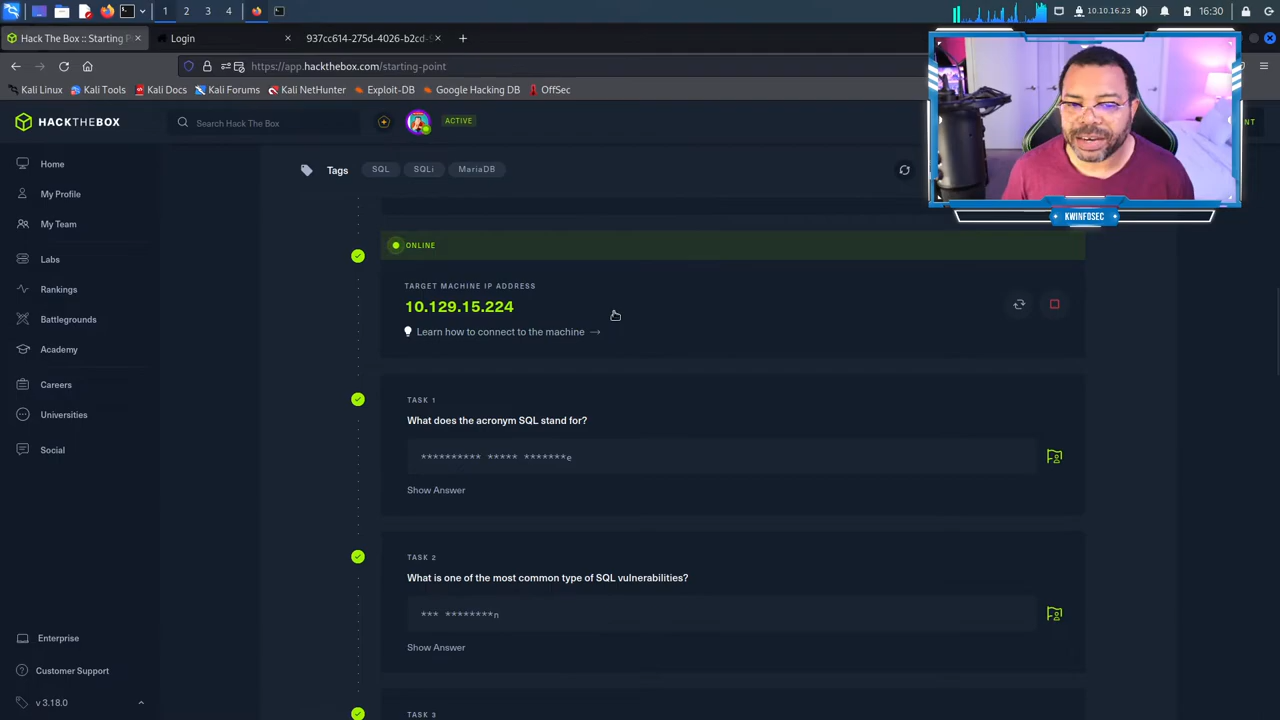 1 2 3 4
10.10.16.23
16:30
Hack The Box :: Starting P
Login
937cc614-275d-4026-b2cd-
https://app.hackthebox.com/starting-point
Kali Linux
Kali Tools
Kali Docs
Kali NetHunter
Exploit-DB
Google Hacking DB
OffSec
HACKTHEBOX
Search Hack The Box
ACTIVE
NT
Home
My Profile
My Team
Labs
Rankings
Battlegrounds
Academy
Careers
Universities
Social
Enterprise
Customer Support
v 3.18.0
KWINFOSEC
Tags
SQL
SQLi
MariaDB
ONLINE
TARGET MACHINE IP ADDRESS
10.129.15.224
Learn how to connect to the machine →
TASK 1
What does the acronym SQL stand for?
********** ***** *******e
Show Answer
TASK 2
What is one of the most common type of SQL vulnerabilities?
*** ********n
Show Answer
TASK 3